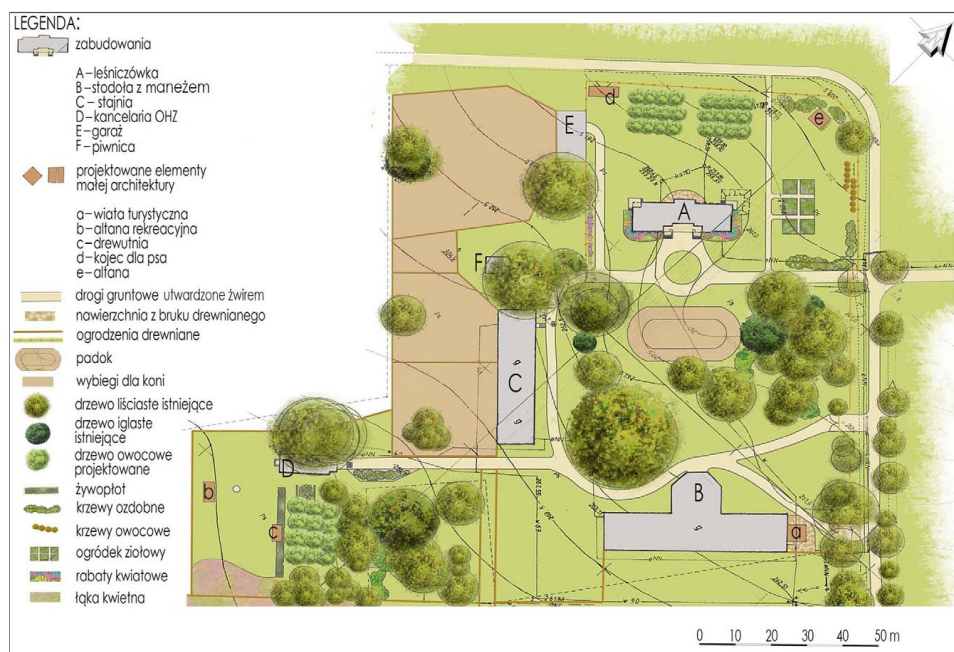 LEGENDA:
zabudowania
A – leśniczówka
B – stodoła z maneżem
C – stajnia
D – kancelaria OHZ
E – garaż
F – piwnica
projektowane elementy
małej architektury
a – wiata turystyczna
b – altana rekreacyjna
c – drewutnia
d – kojec dla psa
e – altana
drogi gruntowe utwardzone żwirem
nawierzchnia z bruku drewnianego
ogrodzenia drewniane
padok
wybiegi dla koni
drzewo liściaste istniejące
drzewo iglaste
istniejące
drzewo owocowe
projektowane
żywopłot
krzewy ozdobne
krzewy owocowe
ogródek ziołowy
rabaty kwiatowe
łąka kwietna
d
E
e
A
F
C
g
g
D
B
g
b
c
a
0 10 20 30 40 50 m